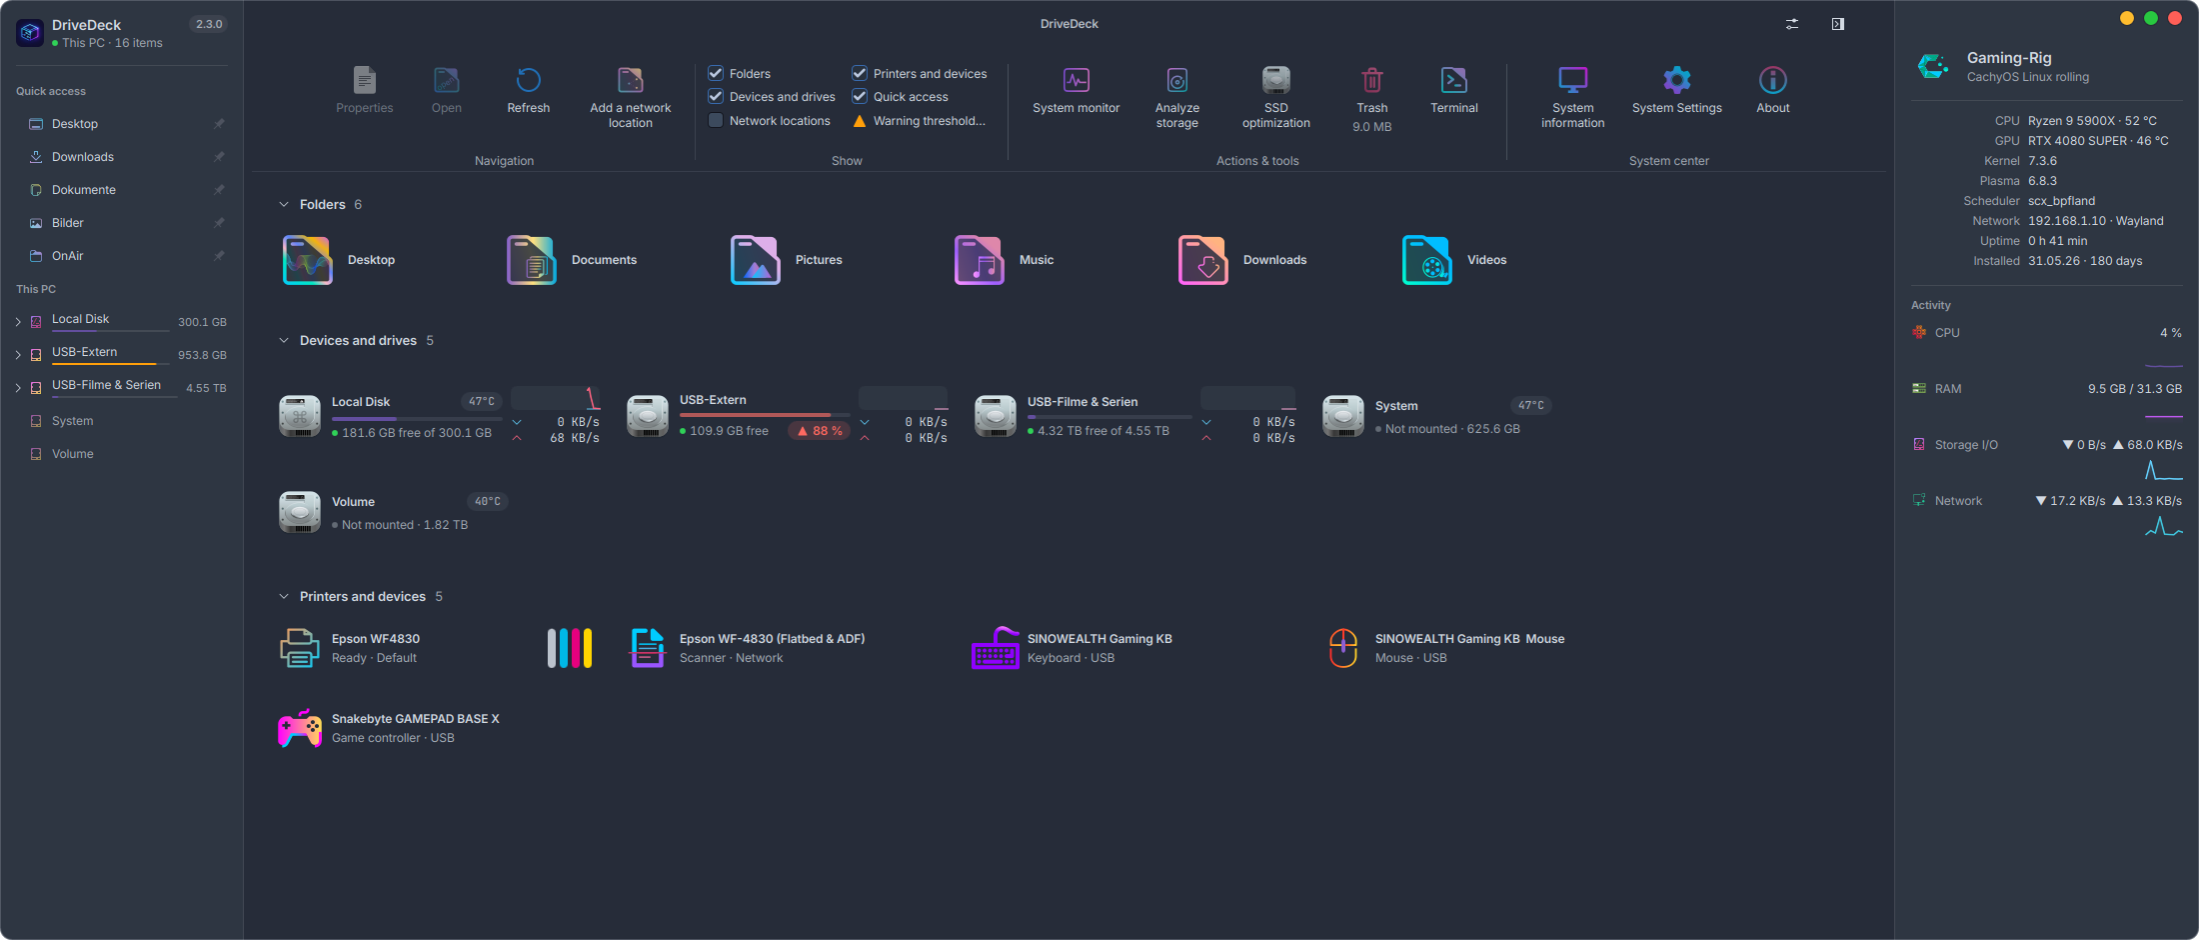 DriveDeck
2.3.0
This PC · 16 items
Quick access
Desktop
Downloads
Dokumente
Bilder
OnAir
This PC
Local Disk
300.1 GB
USB-Extern
953.8 GB
USB-Filme & Serien
4.55 TB
System
Volume
DriveDeck
Properties
Open
Refresh
Add a network
location
Navigation
Folders
Printers and devices
Devices and drives
Quick access
Network locations
Warning threshold...
Show
System monitor
Analyze
storage
SSD
optimization
Trash
9.0 MB
Terminal
Actions & tools
System
information
System Settings
About
System center
Folders 6
Desktop
Documents
Pictures
Music
Downloads
Videos
Devices and drives 5
Local Disk
47°C
181.6 GB free of 300.1 GB
0 KB/s
68 KB/s
USB-Extern
109.9 GB free
88 %
0 KB/s
0 KB/s
USB-Filme & Serien
4.32 TB free of 4.55 TB
0 KB/s
0 KB/s
System
47°C
Not mounted · 625.6 GB
Volume
40°C
Not mounted · 1.82 TB
Printers and devices 5
Epson WF4830
Ready · Default
Epson WF-4830 (Flatbed & ADF)
Scanner · Network
SINOWEALTH Gaming KB
Keyboard · USB
SINOWEALTH Gaming KB Mouse
Mouse · USB
Snakebyte GAMEPAD BASE X
Game controller · USB
Gaming-Rig
CachyOS Linux rolling
CPU Ryzen 9 5900X · 52 °C
GPU RTX 4080 SUPER · 46 °C
Kernel 7.3.6
Plasma 6.8.3
Scheduler scx_bpfland
Network 192.168.1.10 · Wayland
Uptime 0 h 41 min
Installed 31.05.26 · 180 days
Activity
CPU 4 %
RAM 9.5 GB / 31.3 GB
Storage I/O ▼ 0 B/s ▲ 68.0 KB/s
Network ▼ 17.2 KB/s ▲ 13.3 KB/s